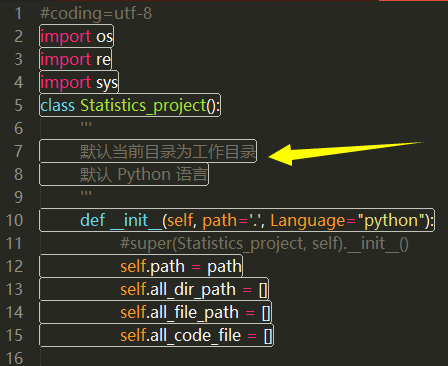 1 #coding=utf-8
2 import os
3 import re
4 import sys
5 class Statistics_project():
6 '''
7 默认当前目录为工作目录
8 默认 Python 语言
9 '''
10 def __init__(self, path='.', Language="python"):
11 #super(Statistics_project, self).__init__()
12 self.path = path
13 self.all_dir_path = []
14 self.all_file_path = []
15 self.all_code_file = []
16